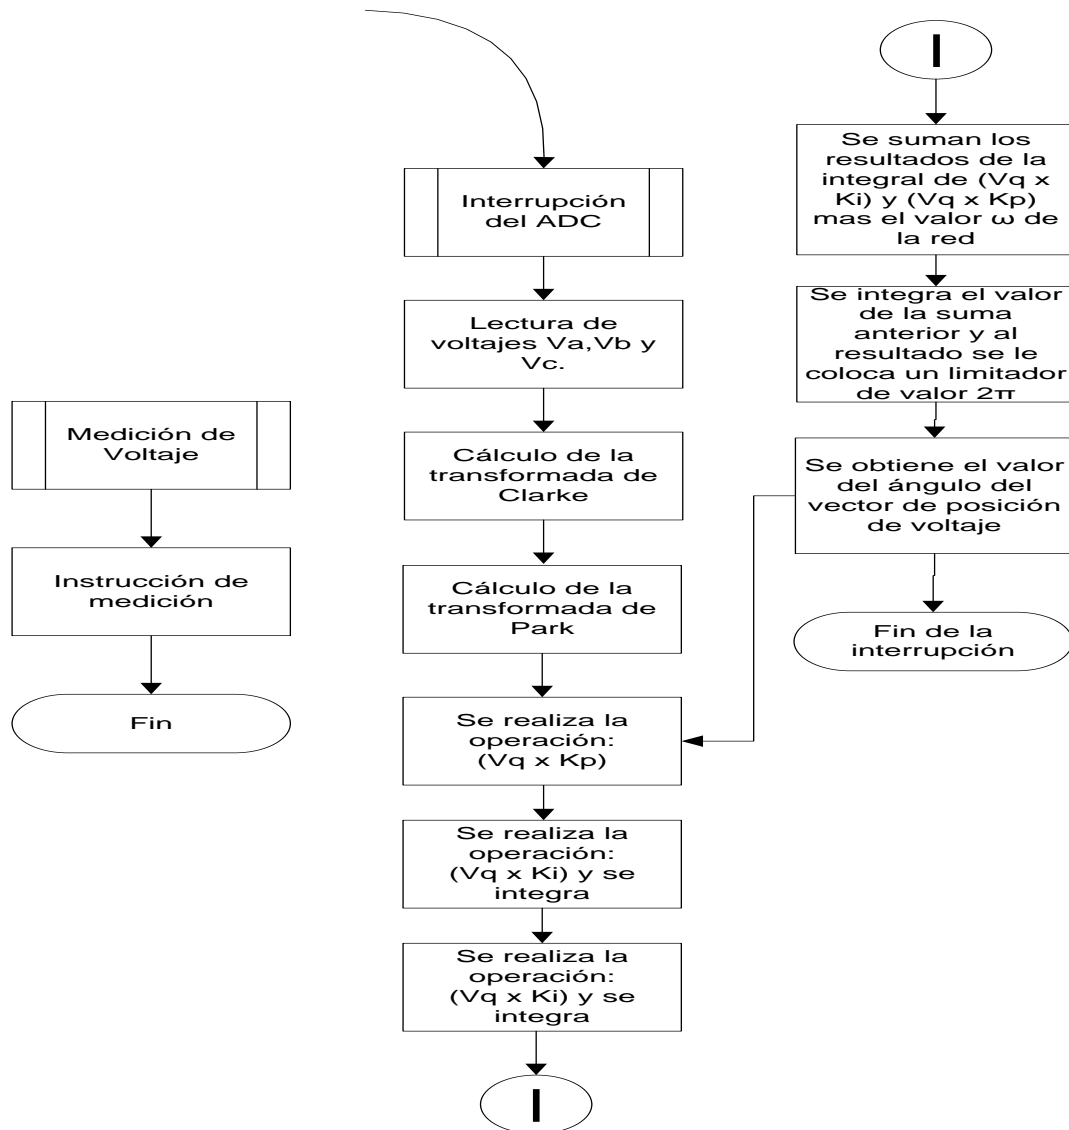 Medición de
Voltaje
Instrucción de
medición
Fin
Interrupción
del ADC
Lectura de
voltajes Va,Vb y
Vc.
Cálculo de la
transformada de
Clarke
Cálculo de la
transformada de
Park
Se realiza la
operación:
(Vq x Kp)
Se realiza la
operación:
(Vq x Ki) y se
integra
Se realiza la
operación:
(Vq x Ki) y se
integra
I
I
Se suman los
resultados de la
integral de (Vq x
Ki) y (Vq x Kp)
mas el valor ω de
la red
Se integra el valor
de la suma
anterior y al
resultado se le
coloca un limitador
de valor 2π
Se obtiene el valor
del ángulo del
vector de posición
de voltaje
Fin de la
interrupción